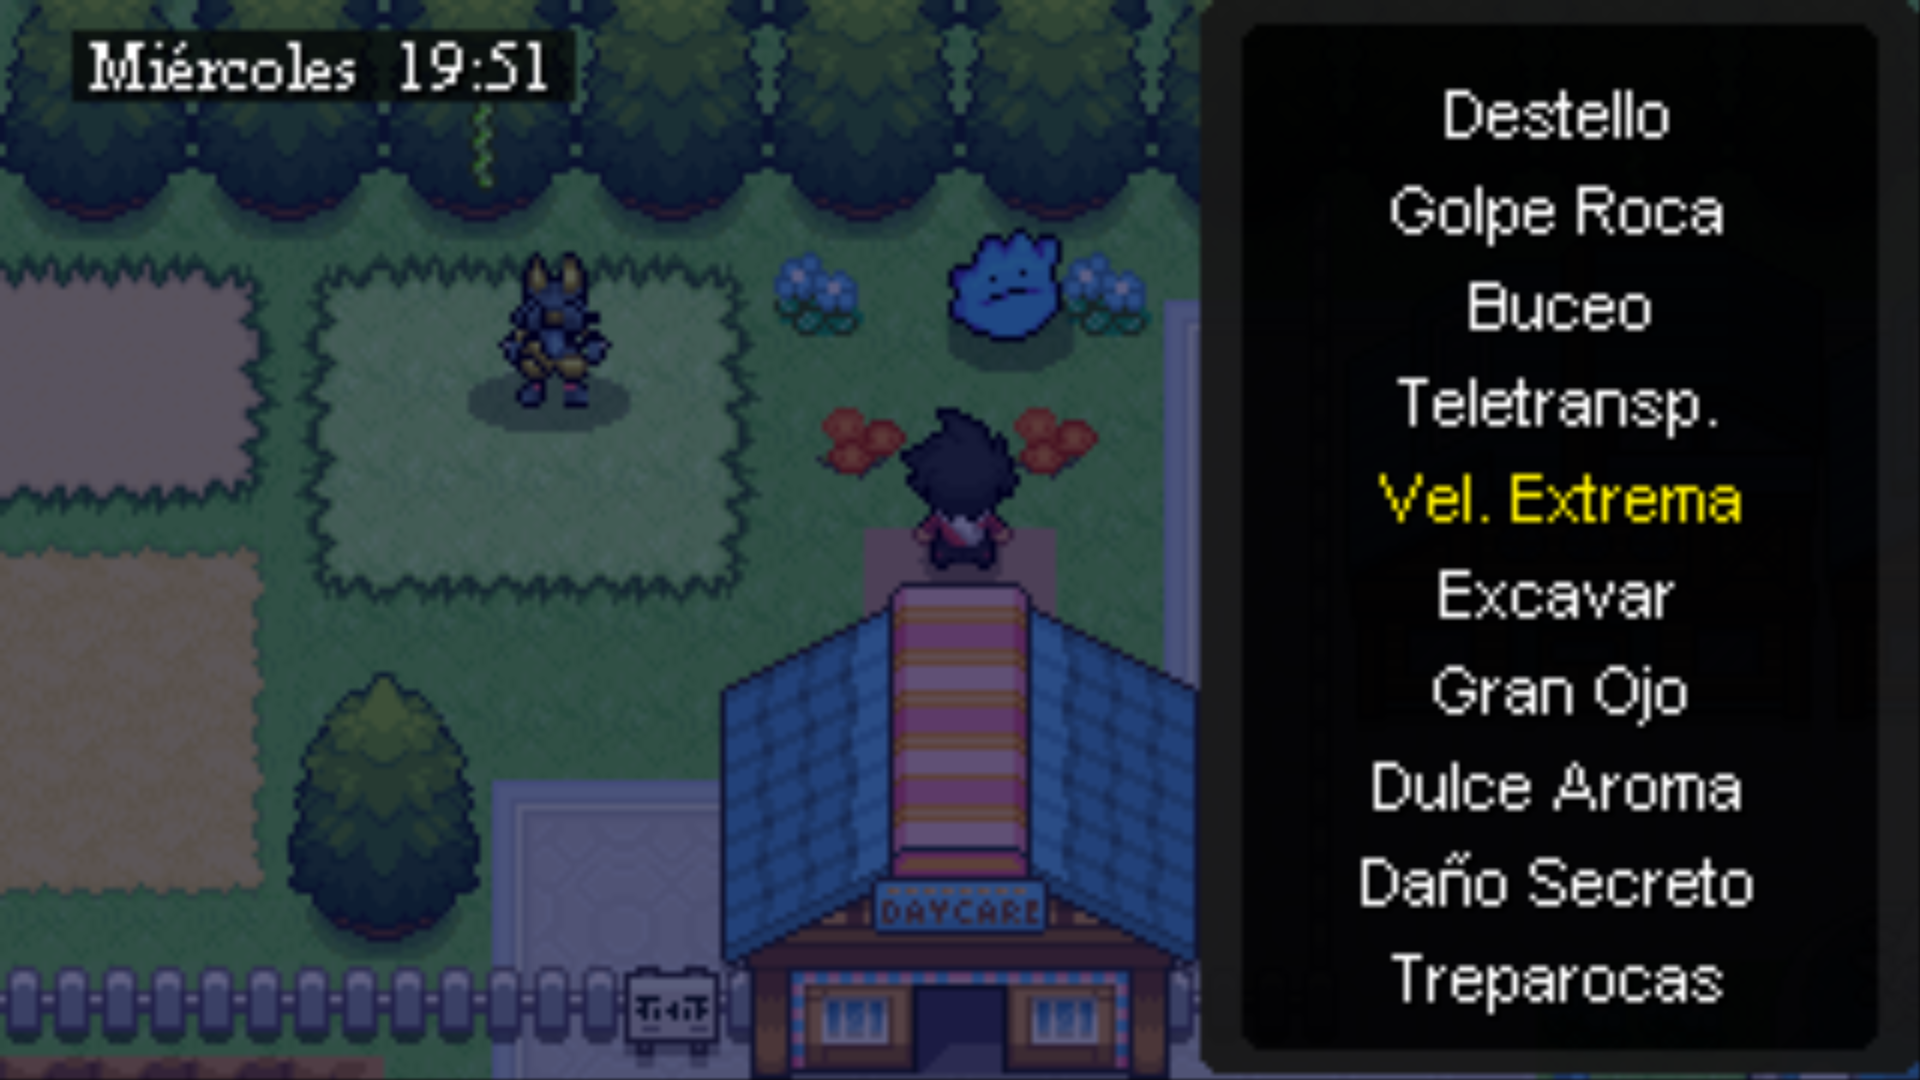 Miércoles 19:51
Destello
Golpe Roca
Buceo
Teletransp.
Vel. Extrema
Excavar
Gran Ojo
Dulce Aroma
Daño Secreto
Treparocas
DAYCARE